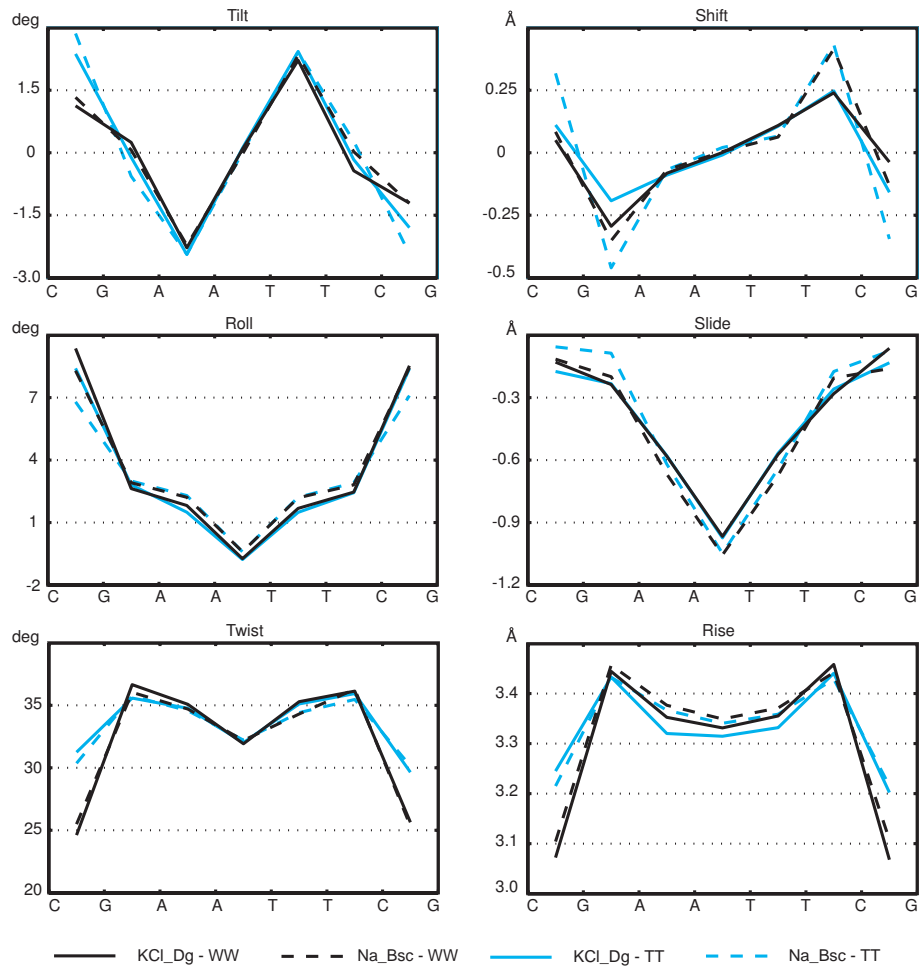 deg Tilt
1.5
0
-1.5
-3.0
C G A A T T C G
Å Shift
0.25
0
-0.25
-0.5
C G A A T T C G
deg Roll
7
4
1
-2
C G A A T T C G
Å Slide
-0.3
-0.6
-0.9
-1.2
C G A A T T C G
deg Twist
35
30
25
20
C G A A T T C G
Å Rise
3.4
3.3
3.2
3.1
3.0
C G A A T T C G
KCl_Dg - WW Na_Bsc - WW KCl_Dg - TT Na_Bsc - TT